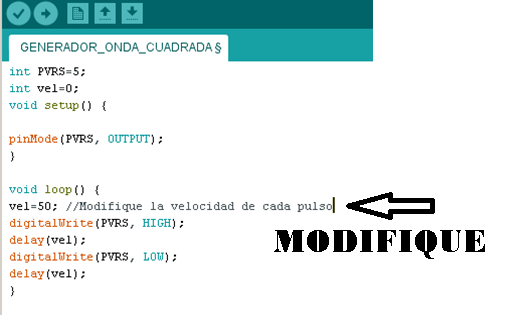 GENERADOR_ONDA_CUADRADA §
int PVRS=5;
int vel=0;
void setup() {
pinMode(PVRS, OUTPUT);
}
void loop() {
vel=50; //Modifique la velocidad de cada pulso
digitalWrite(PVRS, HIGH);
delay(vel);
digitalWrite(PVRS, LOW);
delay(vel);
}
MODIFIQUE